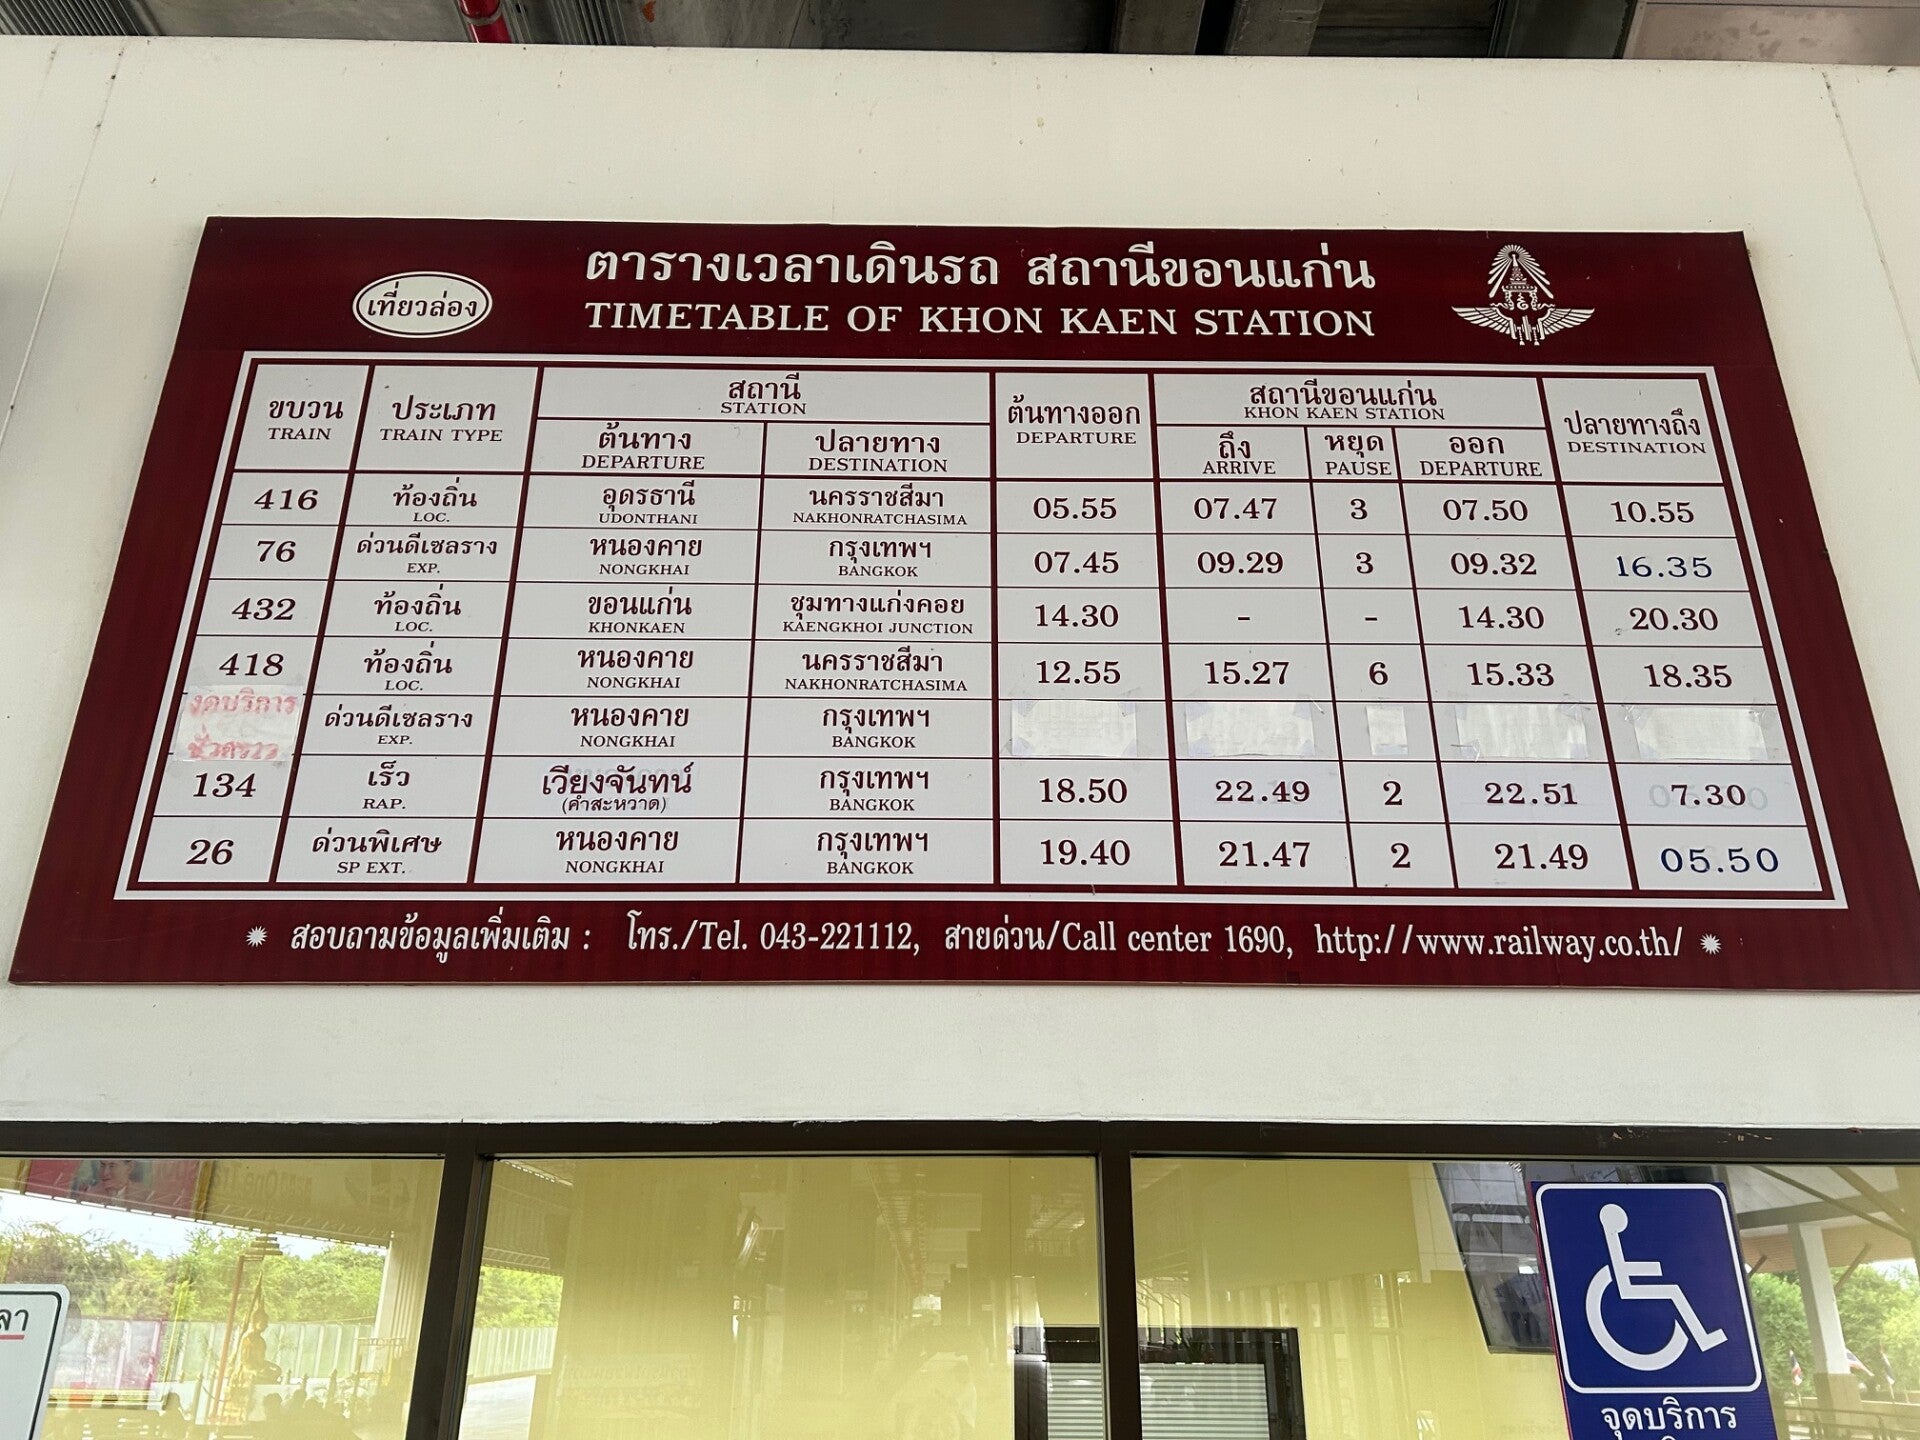 เที่ยวล่อง
ตารางเวลาเดินรถ สถานีขอนแก่น
TIMETABLE OF KHON KAEN STATION
ขบวน ประเภท สถานี ต้นทางออก สถานีขอนแก่น ปลายทางถึง
TRAIN TRAIN TYPE STATION DEPARTURE KHON KAEN STATION DESTINATION
ต้นทาง ปลายทาง ถึง หยุด ออก
DEPARTURE DESTINATION ARRIVE PAUSE DEPARTURE
416 ท้องถิ่น อุดรธานี นครราชสีมา 05.55 07.47 3 07.50 10.55
LOC. UDONTHANI NAKHONRATCHASIMA
76 ด่วนดีเซลราง หนองคาย กรุงเทพฯ 07.45 09.29 3 09.32 16.35
EXP. NONGKHAI BANGKOK
432 ท้องถิ่น ขอนแก่น ชุมทางแก่งคอย 14.30 - - 14.30 20.30
LOC. KHONKAEN KAENGKHOI JUNCTION
418 ท้องถิ่น หนองคาย นครราชสีมา 12.55 15.27 6 15.33 18.35
LOC. NONGKHAI NAKHONRATCHASIMA
งดบริการ ด่วนดีเซลราง หนองคาย กรุงเทพฯ
ชั่วคราว EXP. NONGKHAI BANGKOK
134 เร็ว เวียงจันทน์ กรุงเทพฯ 18.50 22.49 2 22.51 7.30
RAP. (คำสะหวาด) BANGKOK
26 ด่วนพิเศษ หนองคาย กรุงเทพฯ 19.40 21.47 2 21.49 05.50
SP EXT. NONGKHAI BANGKOK
สอบถามข้อมูลเพิ่มเติม : โทร./Tel. 043-221112, สายด่วน/Call center 1690, http://www.railway.co.th/
จุดบริการ